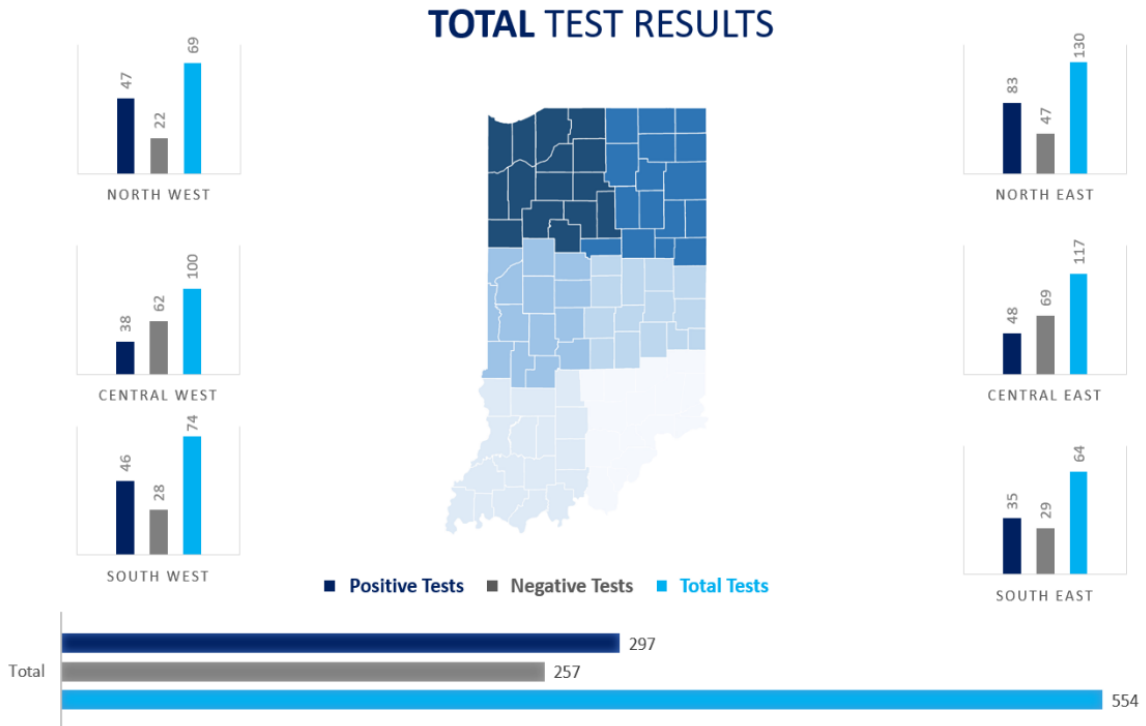 TOTAL TEST RESULTS
47
22
69
NORTH WEST
83
47
130
NORTH EAST
38
62
100
CENTRAL WEST
48
69
117
CENTRAL EAST
46
28
74
SOUTH WEST
35
29
64
SOUTH EAST
Positive Tests Negative Tests Total Tests
297
Total 257
554